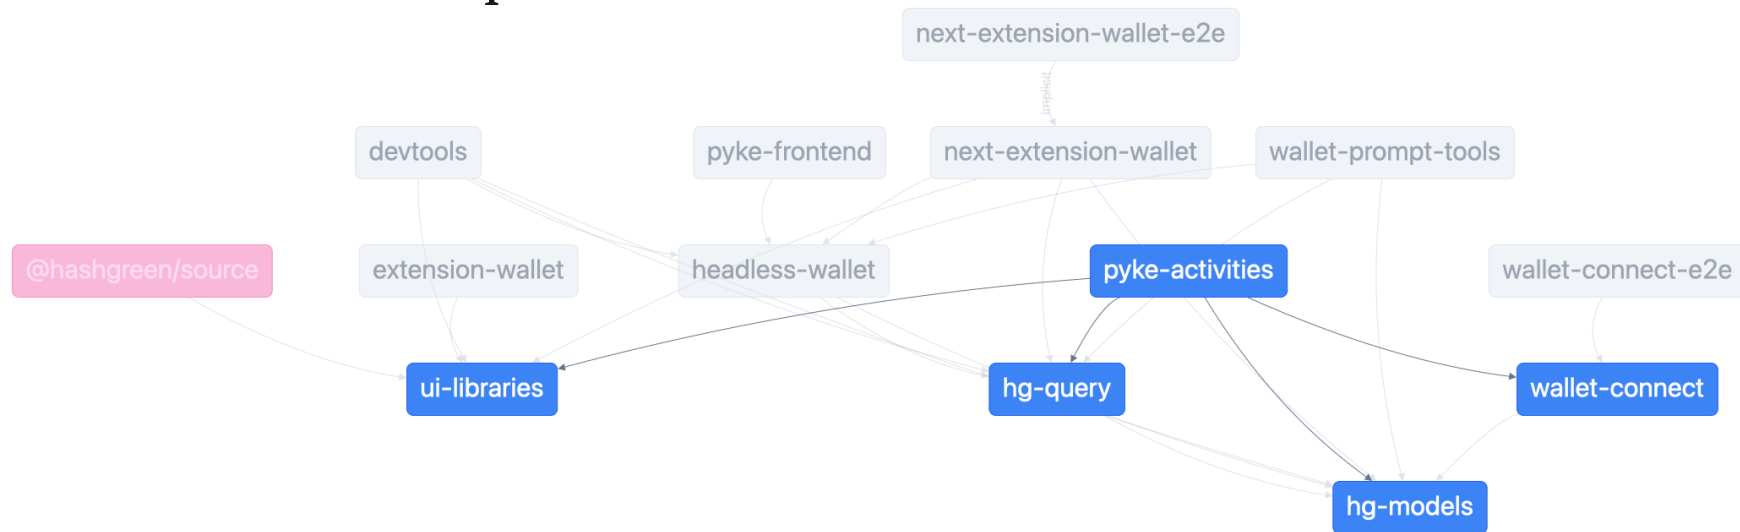 next-extension-wallet-e2e
implicit
devtools
pyke-frontend
next-extension-wallet
wallet-prompt-tools
@hashgreen/source
extension-wallet
headless-wallet
pyke-activities
wallet-connect-e2e
ui-libraries
hg-query
wallet-connect
hg-models